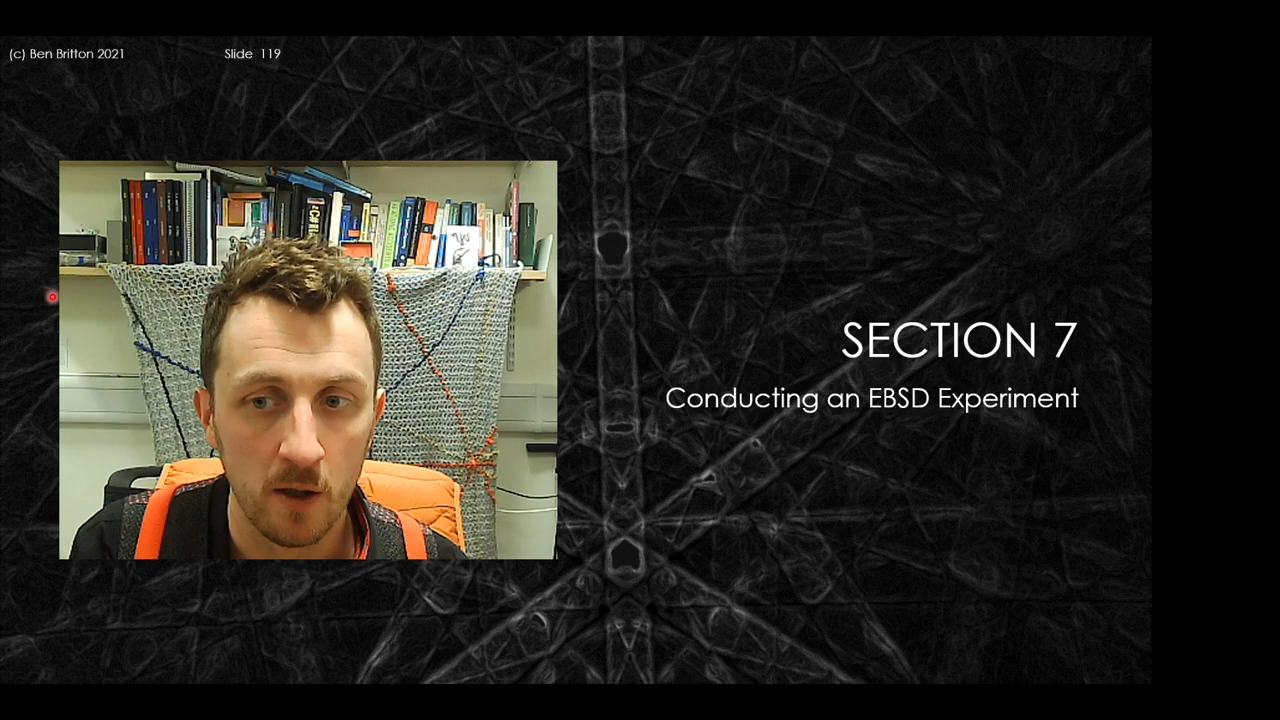 (c) Ben Britton 2021 Slide 119
SECTION 7
Conducting an EBSD Experiment
C#